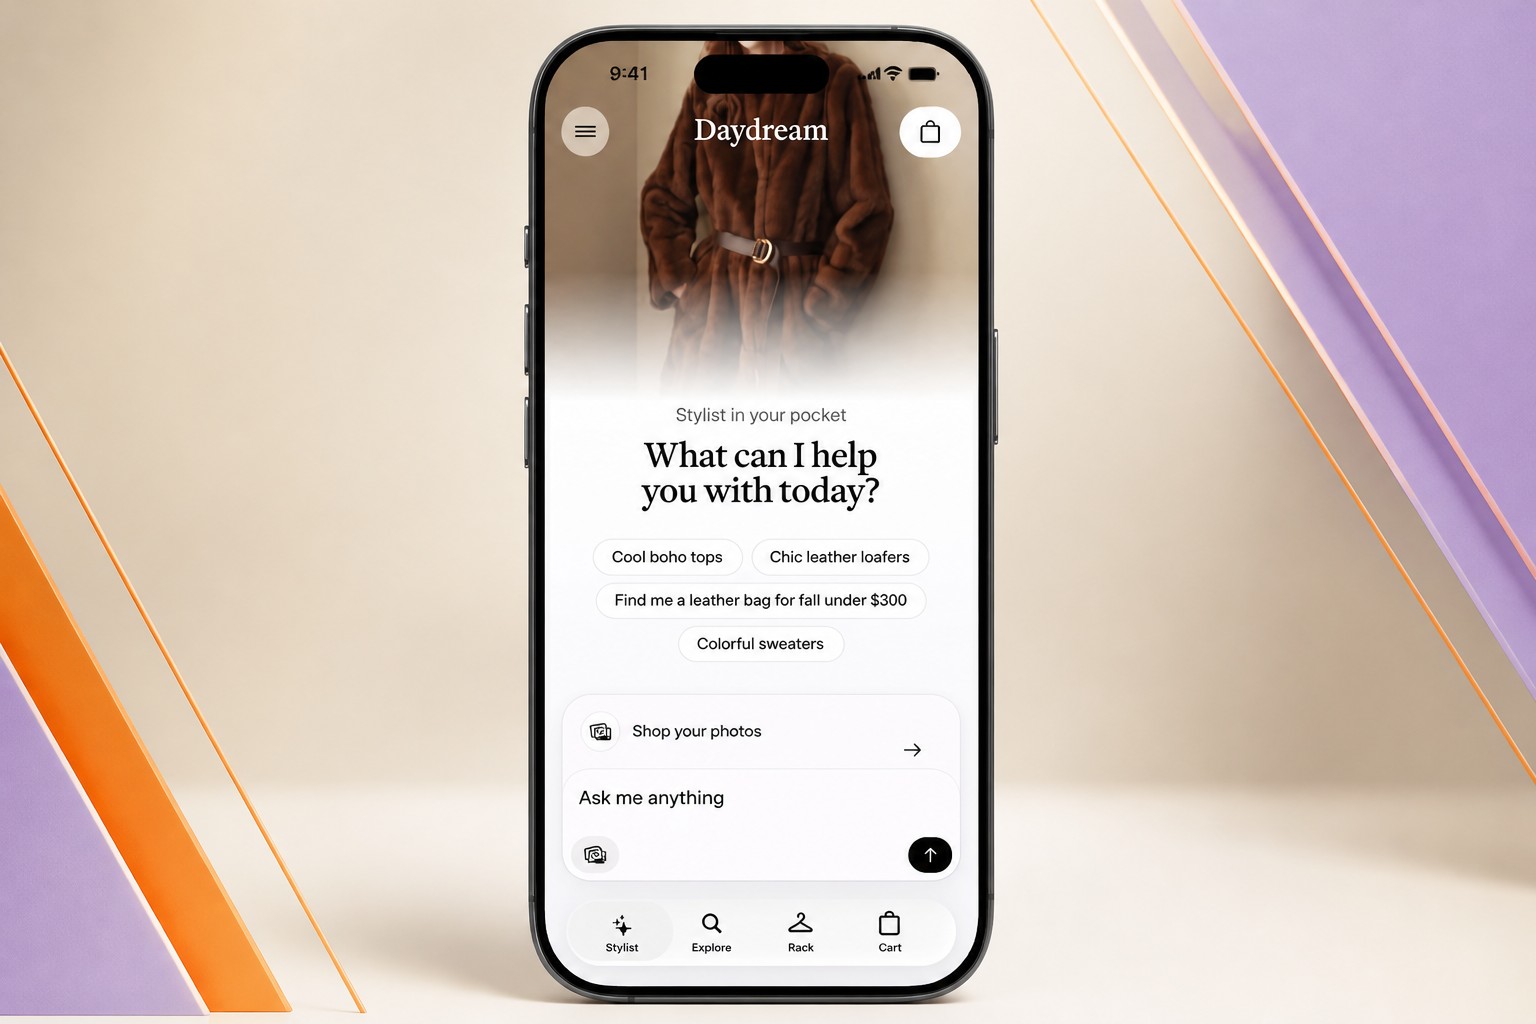 9:41
Daydream
Stylist in your pocket
What can I help
you with today?
Cool boho tops
Chic leather loafers
Find me a leather bag for fall under $300
Colorful sweaters
Shop your photos
Ask me anything
Stylist
Explore
Rack
Cart